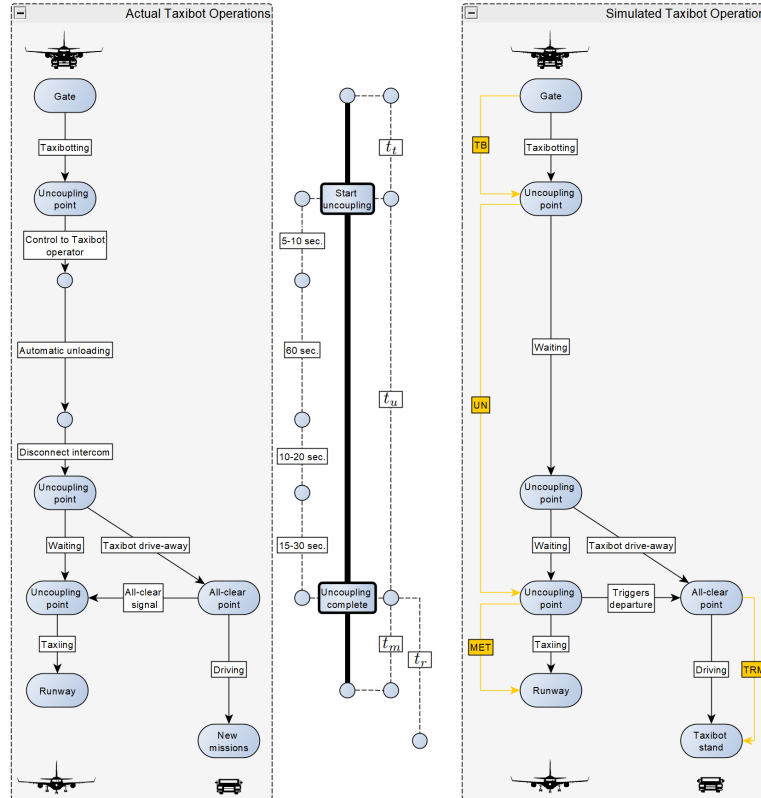 Actual Taxibot Operations
Gate
Taxibotting
Uncoupling
point
Control to Taxibot
operator
Automatic unloading
Disconnect intercom
Uncoupling
point
Waiting
Taxibot drive-away
Uncoupling
point
All-clear
signal
All-clear
point
Taxiing
Driving
Runway
New
missions
t_t
Start
uncoupling
5-10 sec.
60 sec.
t_u
10-20 sec.
15-30 sec.
Uncoupling
complete
t_m
t_r
Simulated Taxibot Operation
Gate
TB
Taxibotting
Uncoupling
point
Waiting
UN
Uncoupling
point
Waiting
Taxibot drive-away
Uncoupling
point
Triggers
departure
All-clear
point
MET
Taxiing
Driving
TRM
Runway
Taxibot
stand